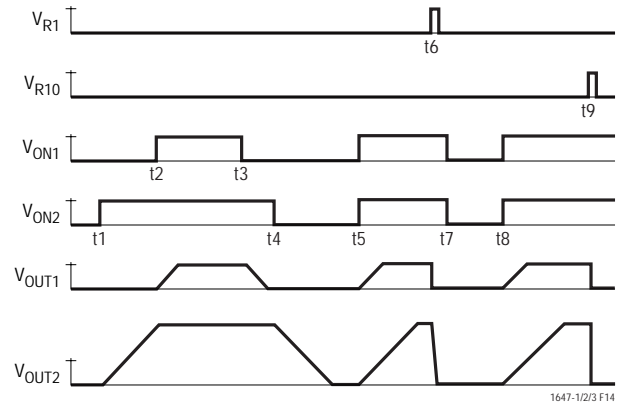 VR1
t6
VR10
t9
VON1
t2 t3
VON2
t1 t4 t5 t7 t8
VOUT1
VOUT2
1647-1/2/3 F14